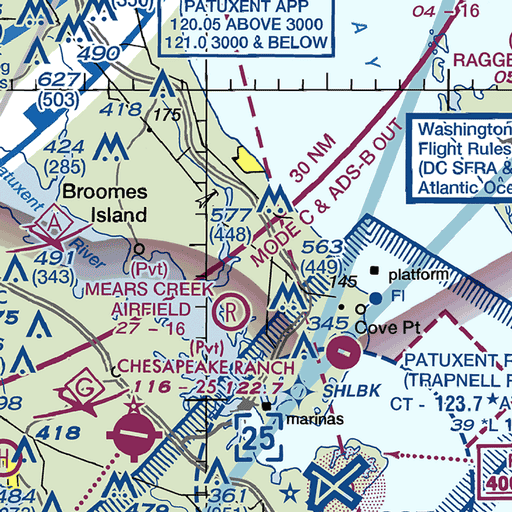 PATUXENT APP
120.05 ABOVE 3000
121.0 3000 & BELOW
(503)
490
627
(503)
418
175
424
(285)
A Y
04 - 16
RAGGE
05
30 NM
MODE C & ADS-B OUT
Washington
Flight Rules
(DC SFRA &
Atlantic Oce
Patuxent
River
Broomes
Island
577
(448)
491
(343)
563
(449)
145
platform
Fl
(Pvt)
MEARS CREEK
AIRFIELD
27 - 16
R
345
Cove Pt
(Pvt)
CHESAPEAKE RANCH
116 - 25 122.7
SHLBK
PATUXENT R
(TRAPNELL F
CT - 123.7 * A
39 *L 1
G
marinas
418
25
H
484
(272
479
361
400